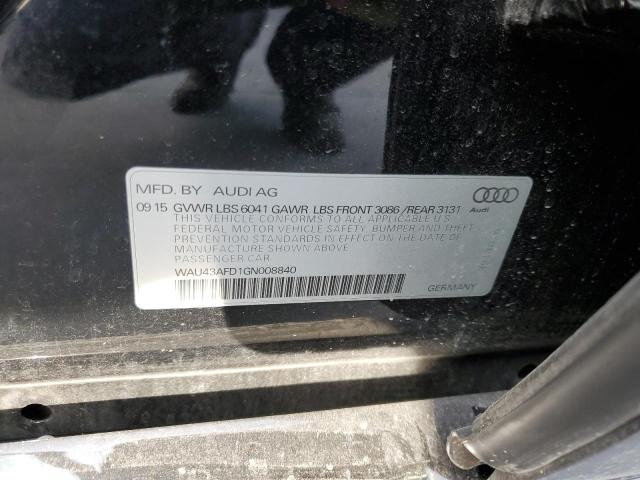 MFD. BY AUDI AG
09 15 GVWR LBS 6041 GAWR LBS FRONT 3086 /REAR 3131
Audi
THIS VEHICLE CONFORMS TO ALL APPLICABLE U.S.
FEDERAL MOTOR VEHICLE SAFETY, BUMPER AND THEFT
PREVENTION STANDARDS IN EFFECT ON THE DATE OF
MANUFACTURE SHOWN ABOVE
PASSENGER CAR
WAU43AFD1GN008840
GERMANY